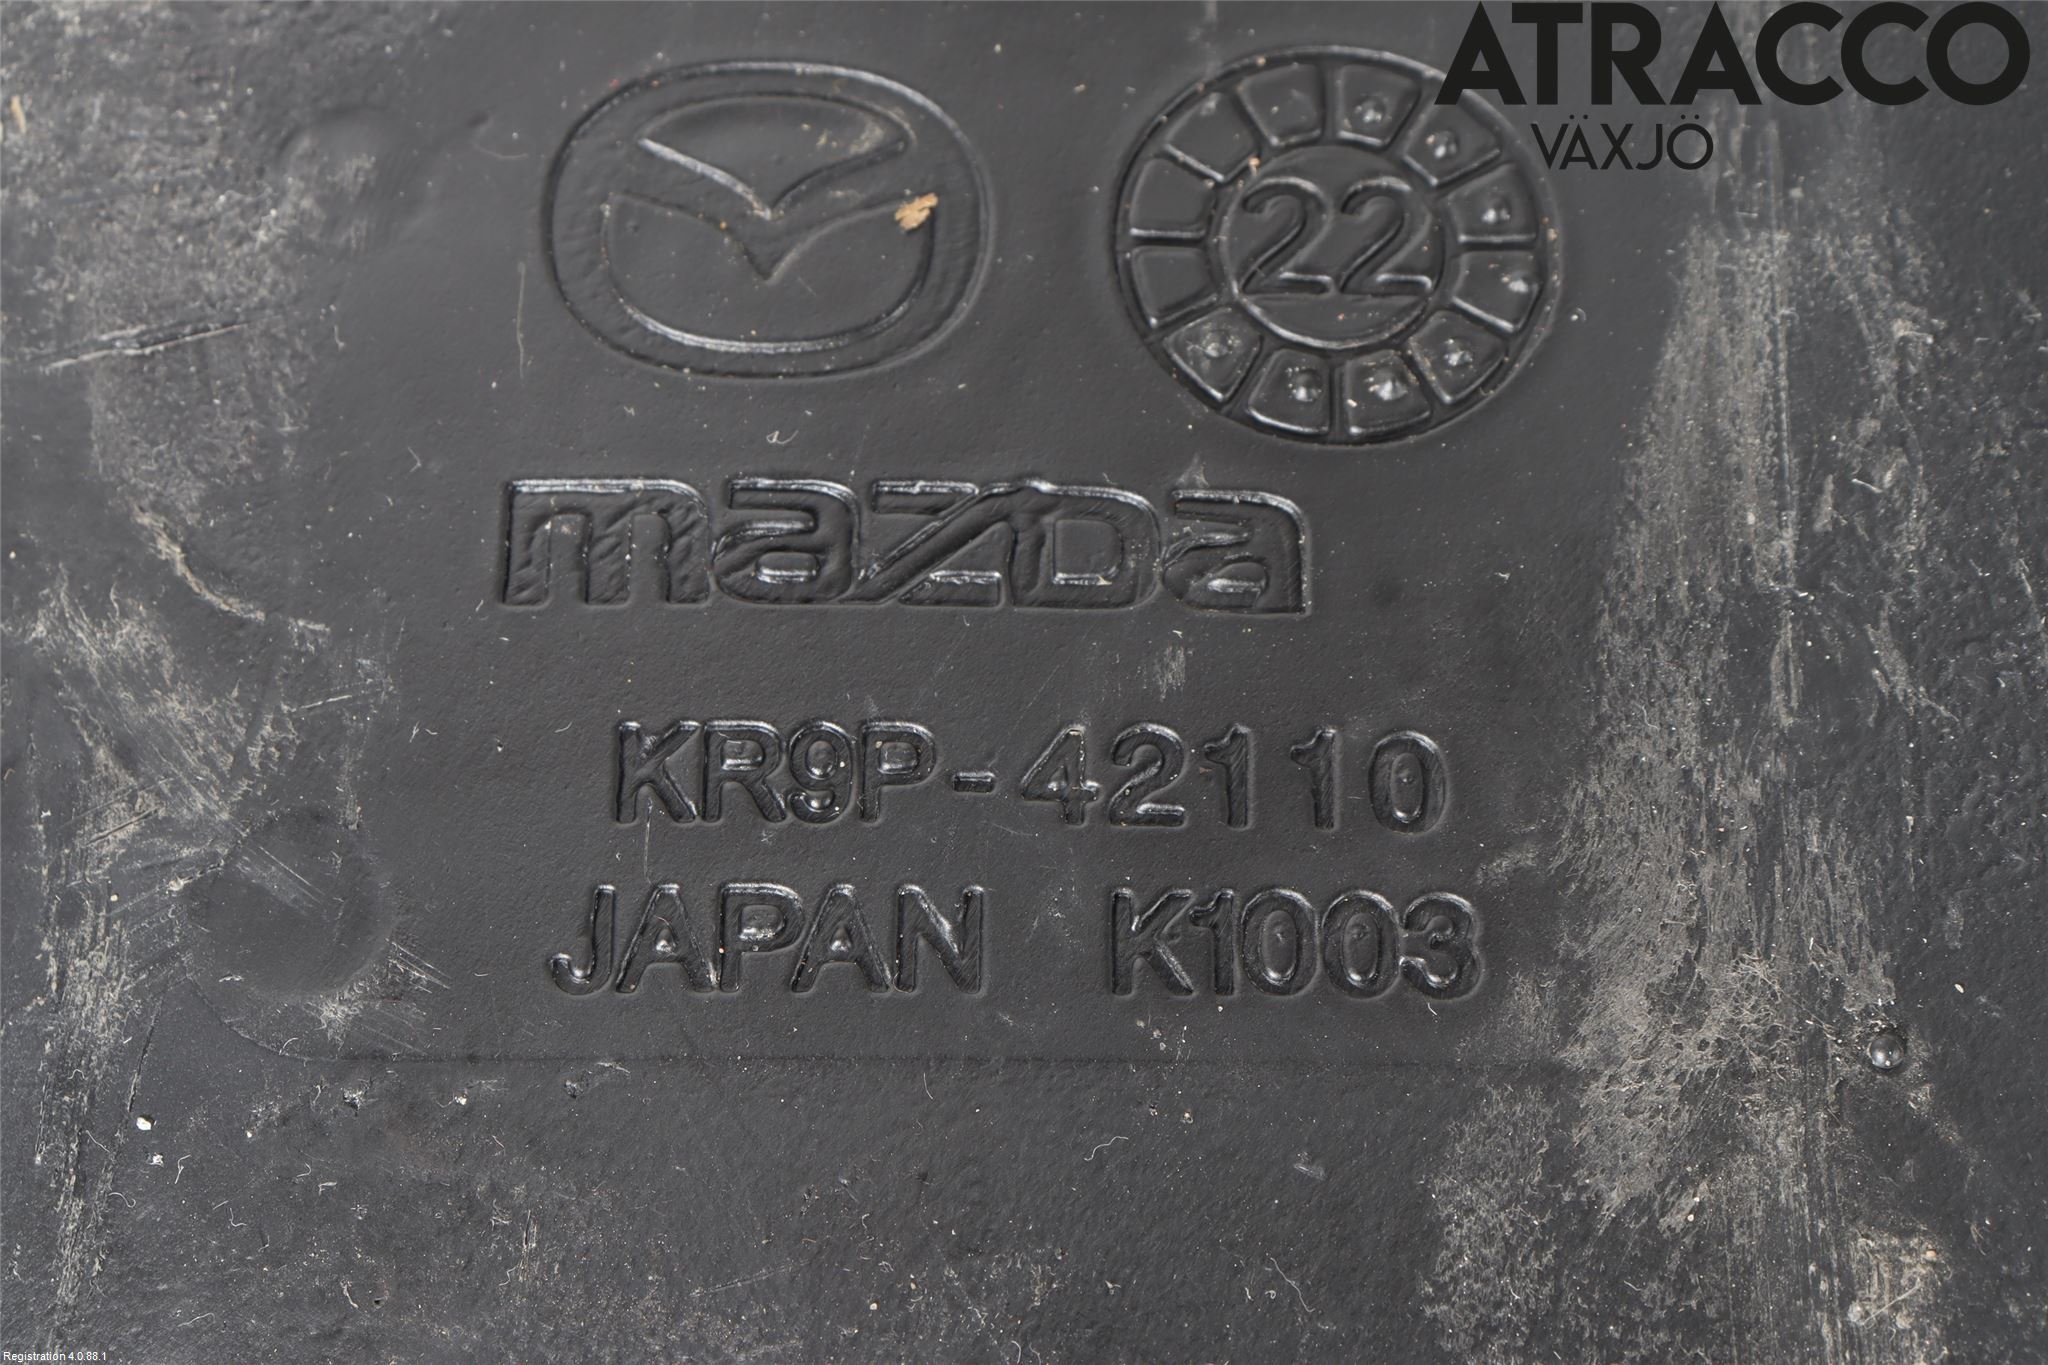 ATRACCO
VÄXJÖ
22
mazda
KR9P-42110
JAPAN K1003
Registration 4.0.88.1